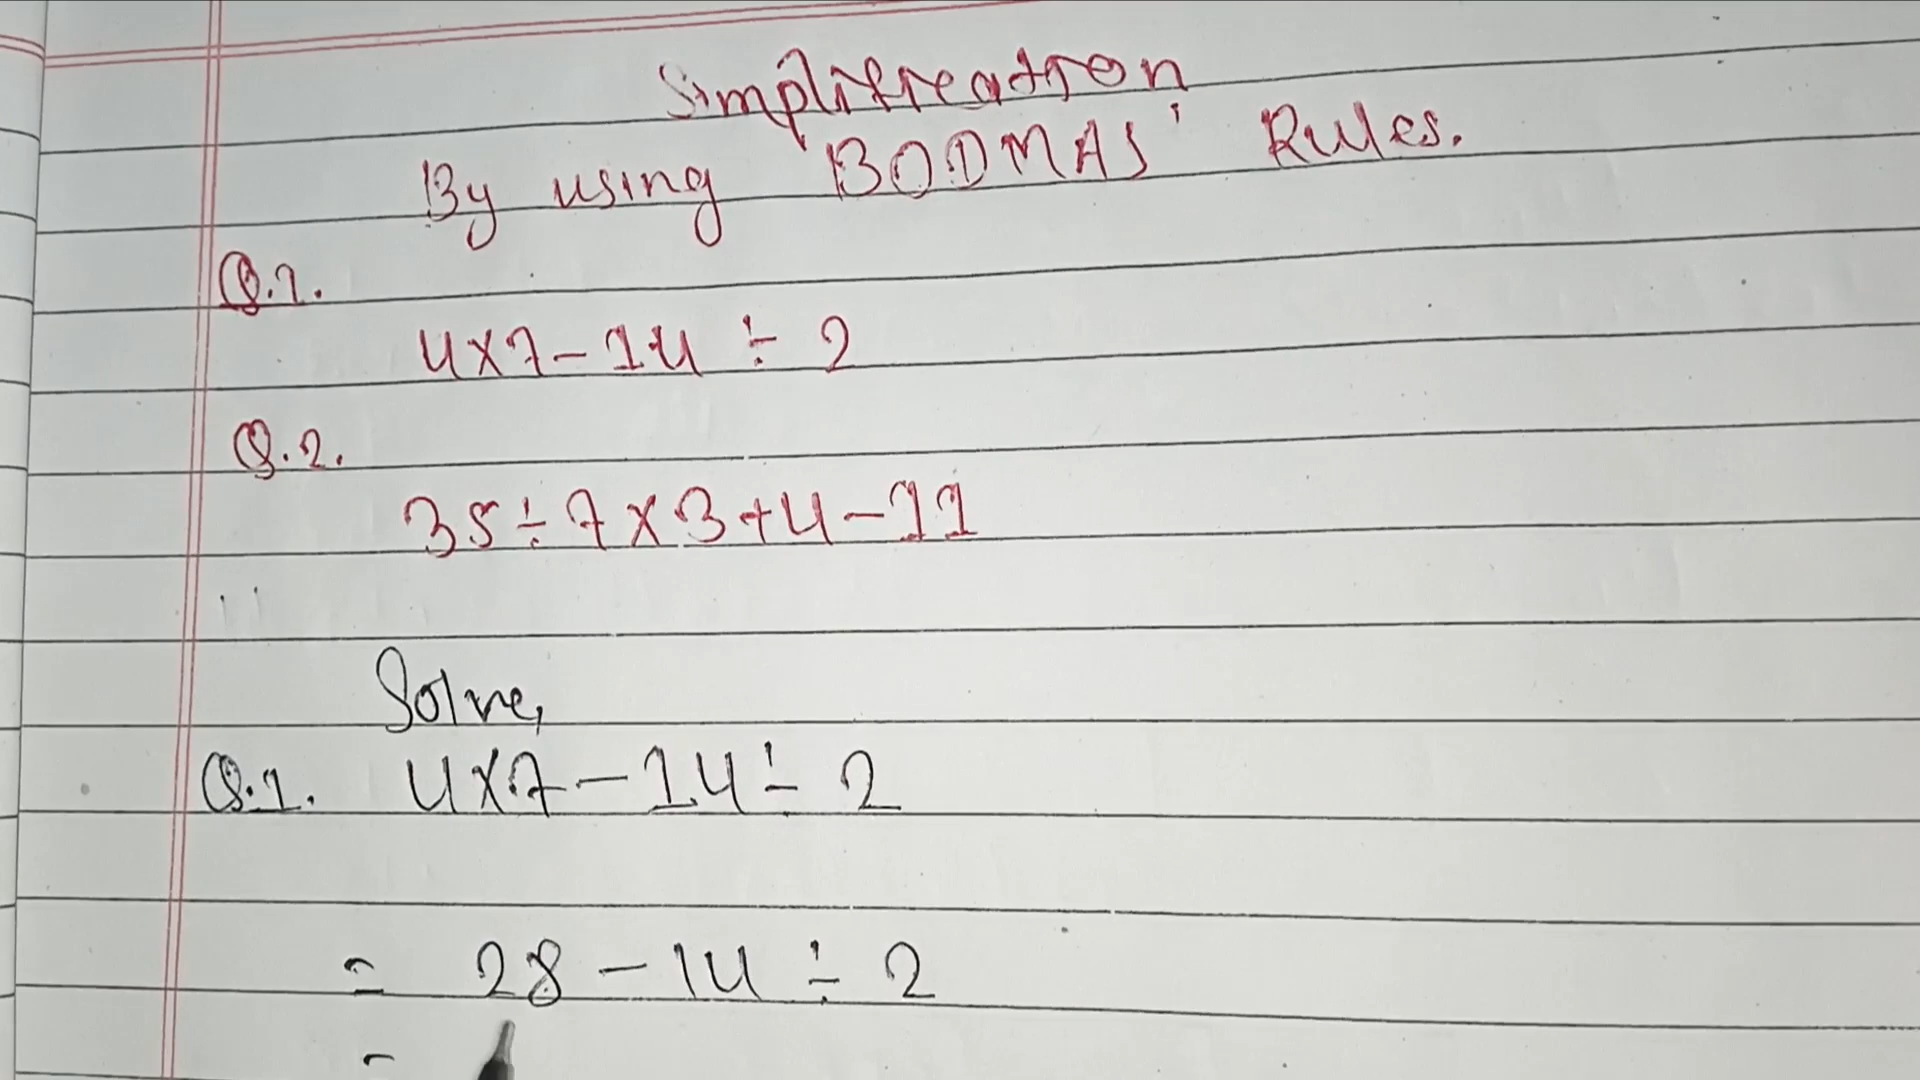 Simplification
By using 'BODMAS' Rules.
Q.1.
4×7-14÷2
Q.2.
35÷7×3+4-11
Solve,
Q.1. 4×7-14÷2
= 28-14÷2
-